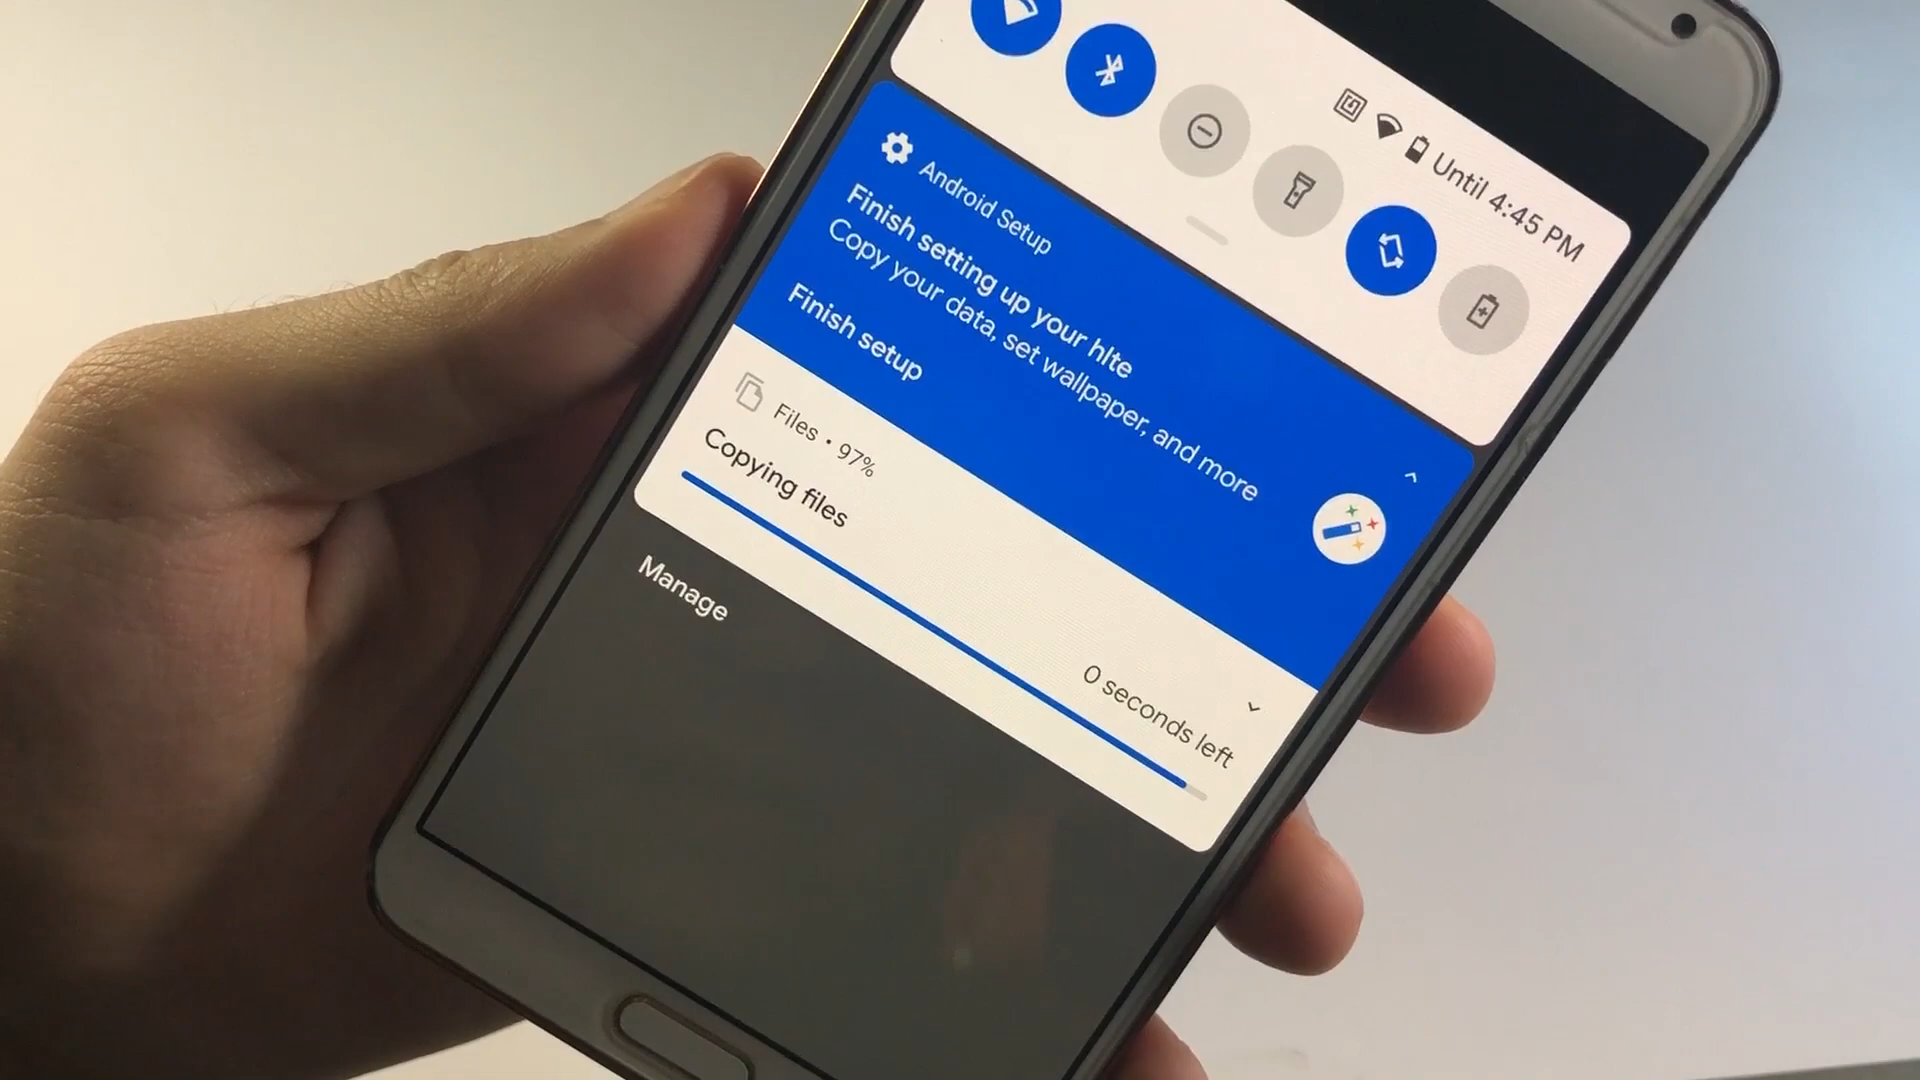 Until 4:45 PM
Android Setup
Finish setting up your hlte
Copy your data, set wallpaper, and more
Finish setup
Files • 97%
Copying files
0 seconds left
Manage